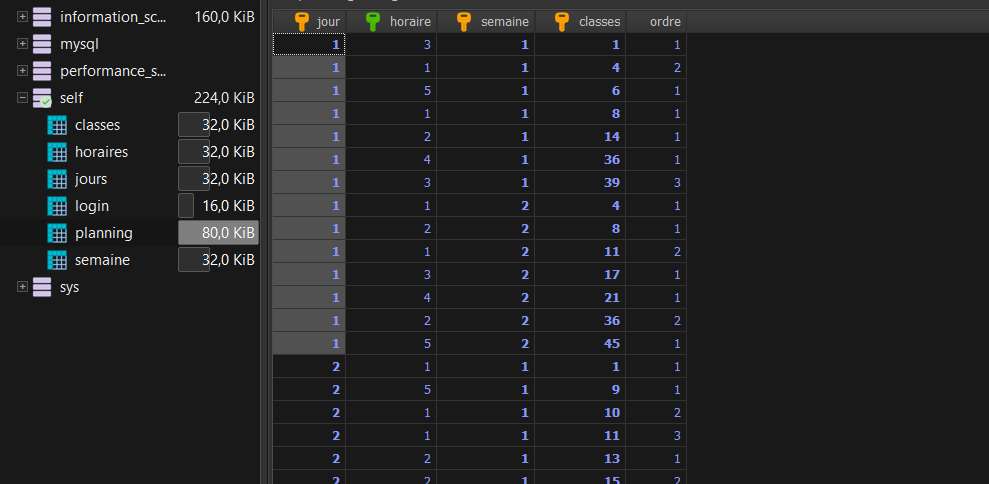 information_sc... 160,0 KiB
mysql
performance_s...
self 224,0 KiB
classes 32,0 KiB
horaires 32,0 KiB
jours 32,0 KiB
login 16,0 KiB
planning 80,0 KiB
semaine 32,0 KiB
sys
jour horaire semaine classes ordre
1 3 1 1 1
1 1 1 4 2
1 5 1 6 1
1 1 1 8 1
1 2 1 14 1
1 4 1 36 1
1 3 1 39 3
1 1 2 4 1
1 2 2 8 1
1 1 2 11 2
1 3 2 17 1
1 4 2 21 1
1 2 2 36 2
1 5 2 45 1
2 1 1 1 1
2 5 1 9 1
2 1 1 10 2
2 1 1 11 3
2 2 1 13 1
2 2 1 15 2